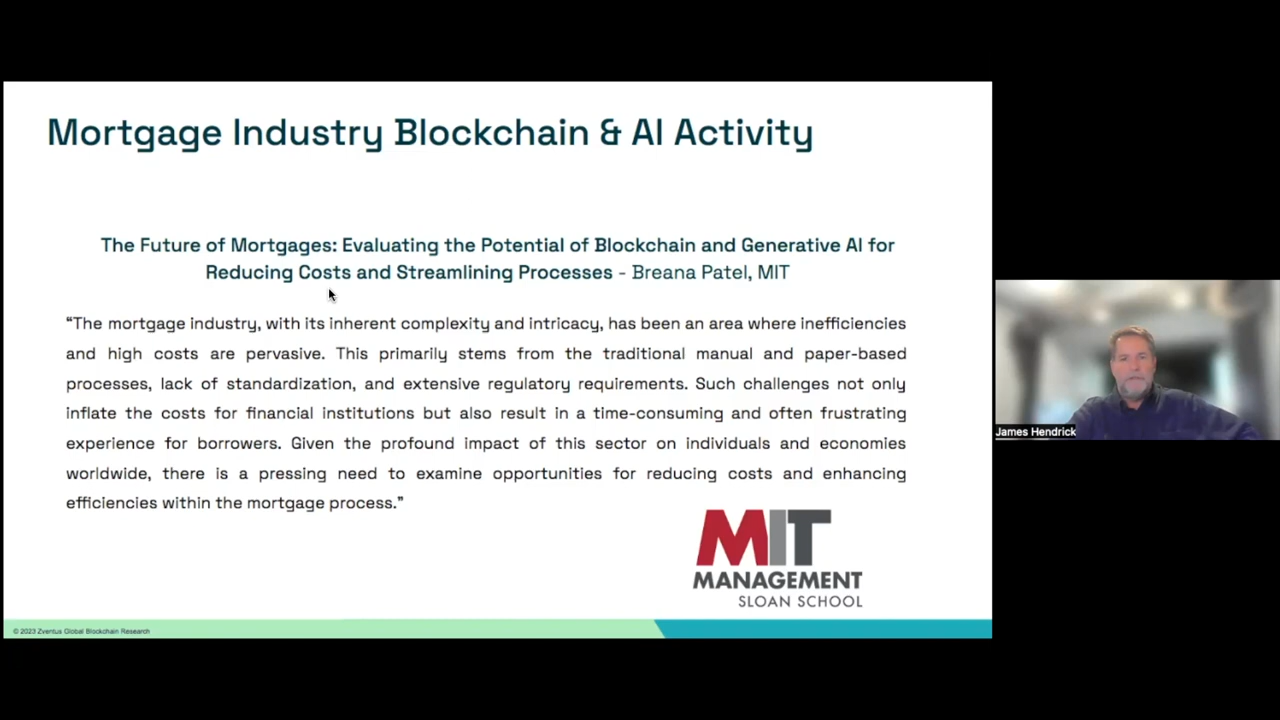 Mortgage Industry Blockchain & AI Activity
The Future of Mortgages: Evaluating the Potential of Blockchain and Generative AI for
Reducing Costs and Streamlining Processes - Breana Patel, MIT
“The mortgage industry, with its inherent complexity and intricacy, has been an area where inefficiencies
and high costs are pervasive. This primarily stems from the traditional manual and paper-based
processes, lack of standardization, and extensive regulatory requirements. Such challenges not only
inflate the costs for financial institutions but also result in a time-consuming and often frustrating
experience for borrowers. Given the profound impact of this sector on individuals and economies
worldwide, there is a pressing need to examine opportunities for reducing costs and enhancing
efficiencies within the mortgage process.”
MIT
MANAGEMENT
SLOAN SCHOOL
© 2023 Zventus Global Blockchain Research
James Hendrick